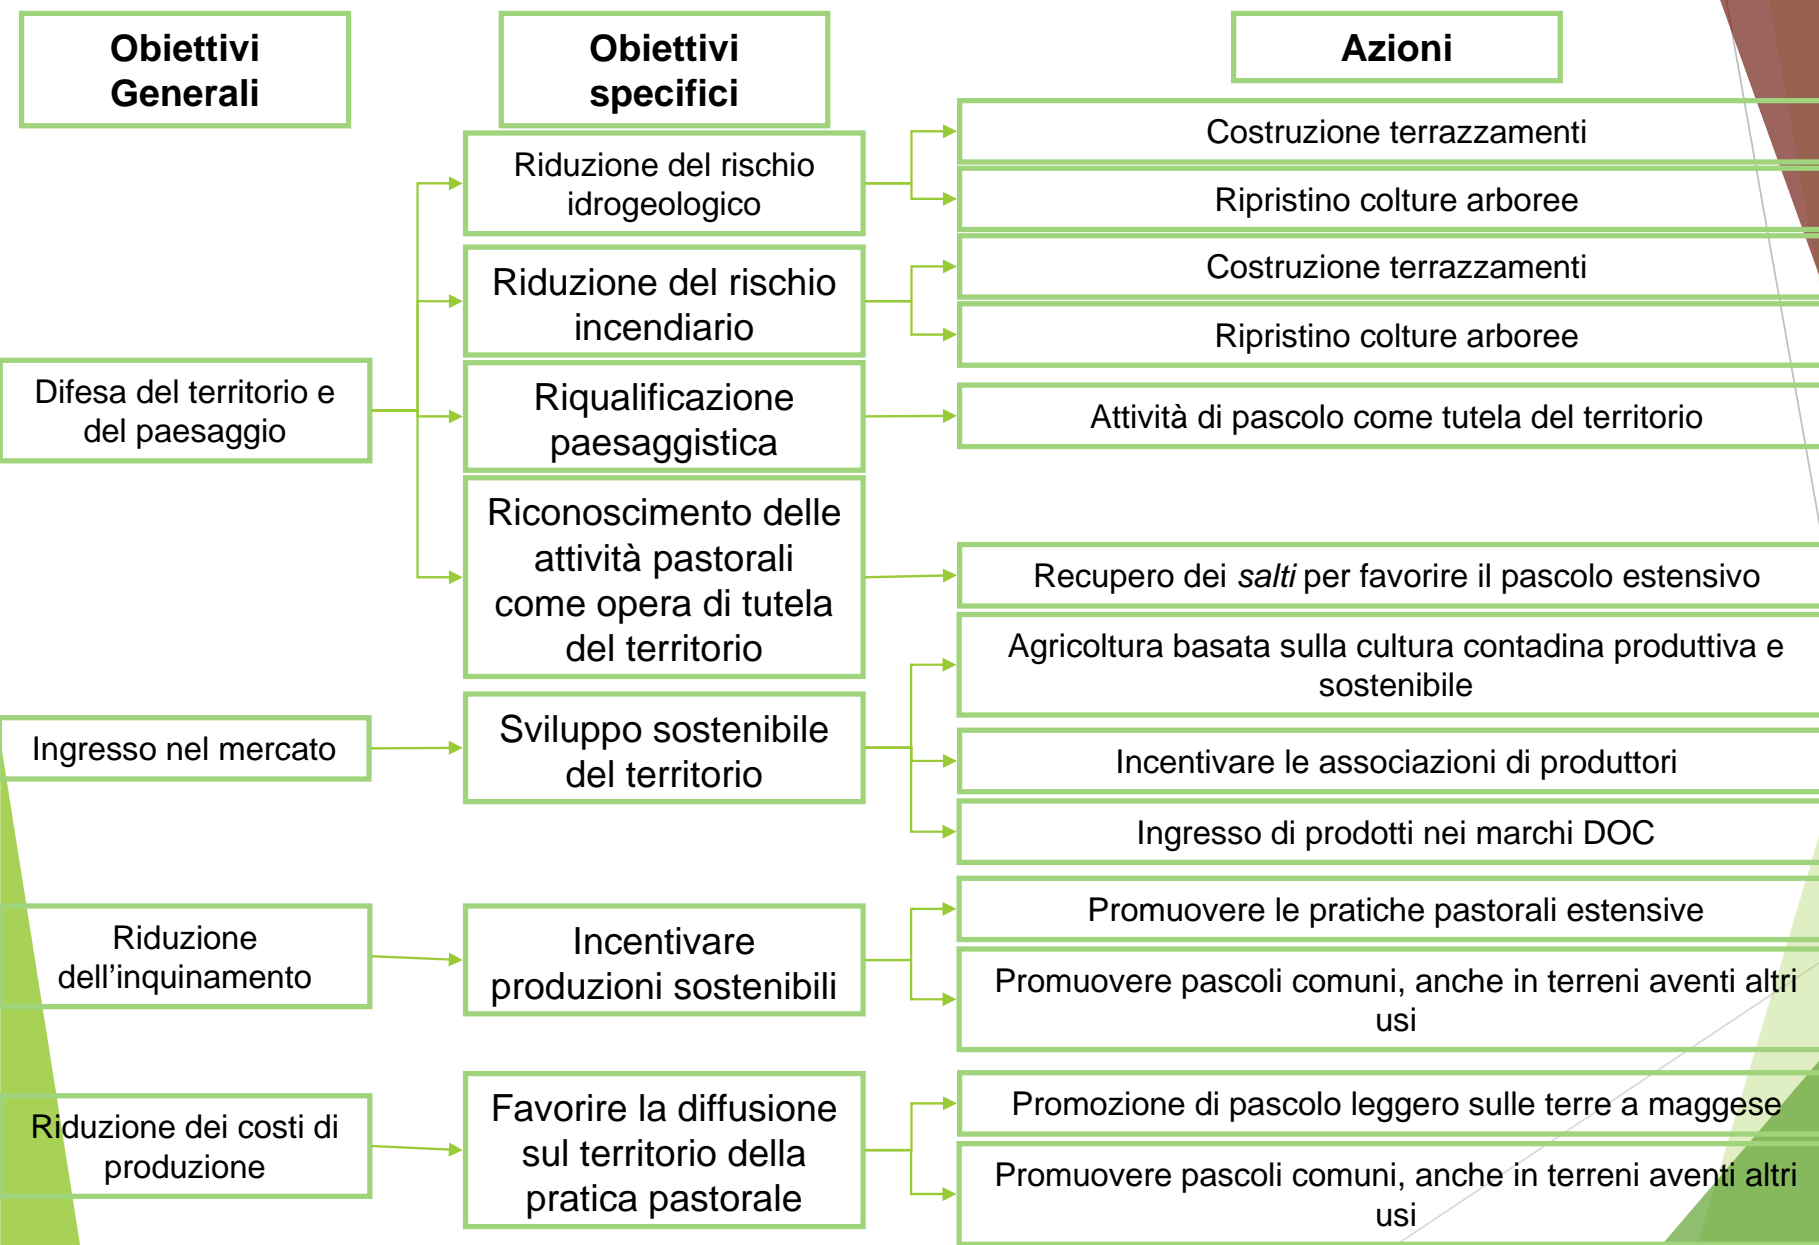 Obiettivi
Generali
Obiettivi
specifici
Azioni
Difesa del territorio e
del paesaggio
Riduzione del rischio
idrogeologico
Costruzione terrazzamenti
Ripristino colture arboree
Riduzione del rischio
incendiario
Costruzione terrazzamenti
Ripristino colture arboree
Riqualificazione
paesaggistica
Attività di pascolo come tutela del territorio
Riconoscimento delle
attività pastorali
come opera di tutela
del territorio
Recupero dei salti per favorire il pascolo estensivo
Ingresso nel mercato
Sviluppo sostenibile
del territorio
Agricoltura basata sulla cultura contadina produttiva e
sostenibile
Incentivare le associazioni di produttori
Ingresso di prodotti nei marchi DOC
Riduzione
dell’inquinamento
Incentivare
produzioni sostenibili
Promuovere le pratiche pastorali estensive
Promuovere pascoli comuni, anche in terreni aventi altri
usi
Riduzione dei costi di
produzione
Favorire la diffusione
sul territorio della
pratica pastorale
Promozione di pascolo leggero sulle terre a maggese
Promuovere pascoli comuni, anche in terreni aventi altri
usi